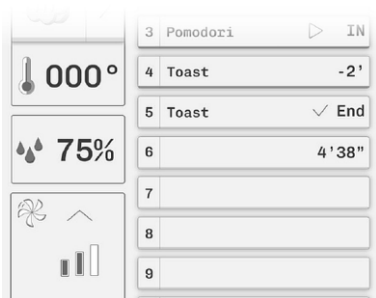 000°
75%
3 Pomodori IN
4 Toast -2'
5 Toast ✓ End
6 4'38"
7
8
9